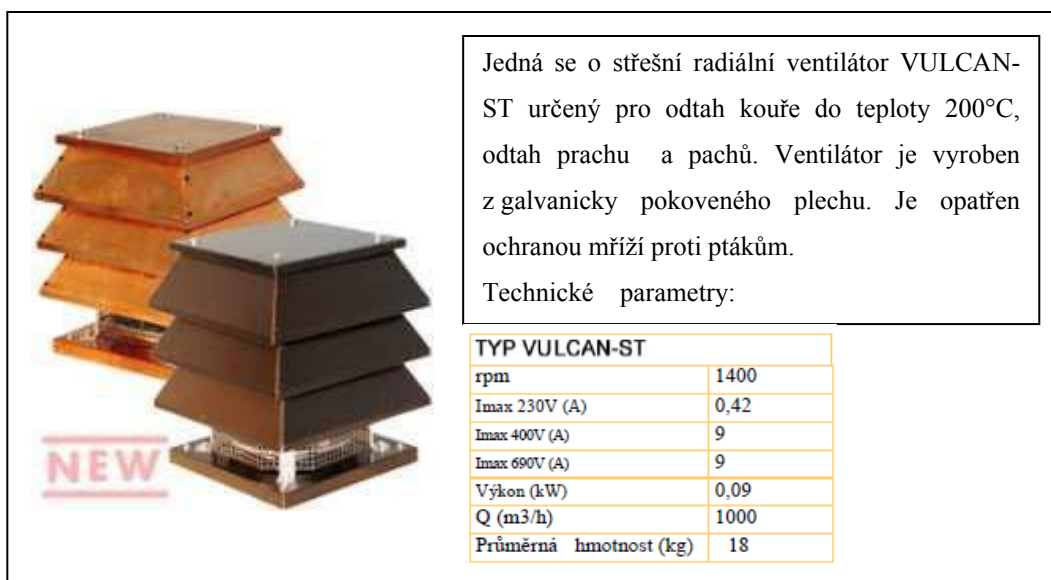 Jedná se o střešní radiální ventilátor VULCAN-
ST určený pro odtah kouře do teploty 200°C,
odtah prachu a pachů. Ventilátor je vyroben
z galvanicky pokoveného plechu. Je opatřen
ochranou mříží proti ptákům.
Technické parametry:
TYP VULCAN-ST
rpm 1400
Imax 230V (A) 0,42
Imax 400V (A) 9
Imax 690V (A) 9
Výkon (kW) 0,09
Q (m3/h) 1000
Průměrná hmotnost (kg) 18
NEW